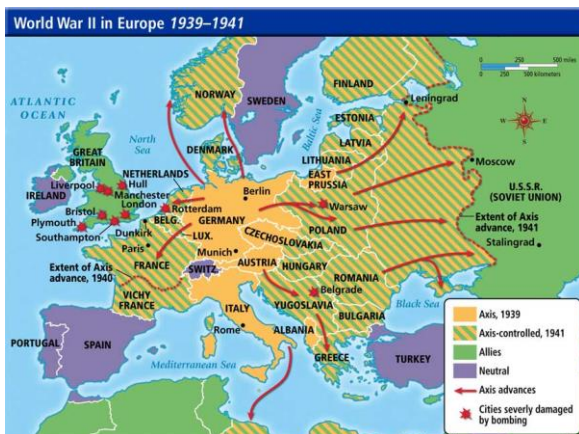 World War II in Europe 1939–1941
ATLANTIC
OCEAN
North
Sea
Baltic Sea
NORWAY
SWEDEN
FINLAND
Leningrad
ESTONIA
LATVIA
LITHUANIA
EAST
PRUSSIA
Moscow
U.S.S.R.
(SOVIET UNION)
Extent of Axis
advance, 1941
Stalingrad
0 250 500 miles
0 250 500 kilometers
N
W E
S
DENMARK
GREAT
BRITAIN
IRELAND
NETHERLANDS
Liverpool
Hull
Manchester
London
Bristol
Plymouth
Southampton
Rotterdam
BELG.
Dunkirk
LUX.
Paris
Berlin
GERMANY
Warsaw
POLAND
CZECHOSLOVAKIA
Munich
AUSTRIA
HUNGARY
ROMANIA
FRANCE
Extent of Axis
advance, 1940
SWITZ
VICHY
FRANCE
Belgrade
YUGOSLAVIA
BULGARIA
Black Sea
ITALY
Rome
ALBANIA
GREECE
TURKEY
PORTUGAL
SPAIN
Mediterranean Sea
Axis, 1939
Axis-controlled, 1941
Allies
Neutral
Axis advances
Cities severly damaged
by bombing